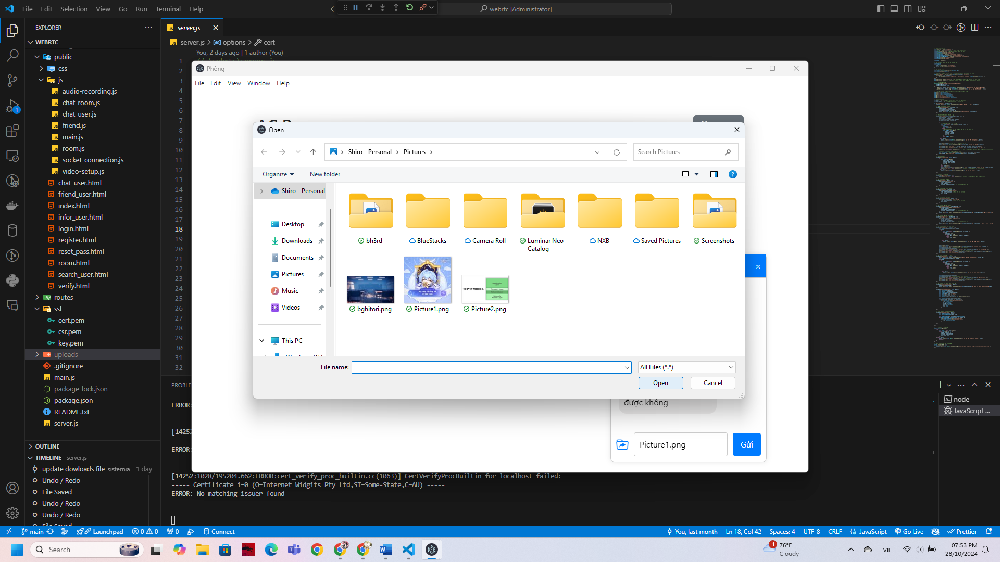 File Edit Selection View Go Run Terminal Help
webrtc [Administrator]
EXPLORER
server.js
WEBRTC
server.js > options > cert
You, 2 days ago | 1 author (You)
public
css
js
audio-recording.js
chat-room.js
chat-user.js
friend.js
main.js
room.js
socket-connection.js
video-setup.js
chat_user.html
friend_user.html
index.html
infor_user.html
login.html
register.html
reset_pass.html
room.html
search_user.html
verify.html
routes
ssl
cert.pem
csr.pem
key.pem
uploads
.gitignore
main.js
package-lock.json
package.json
README.txt
server.js
OUTLINE
TIMELINE server.js
update dowloads file sisternia 1 day
Undo / Redo
File Saved
Undo / Redo
Undo / Redo
File Saved
1
2
3
4
5
6
7
8
9
10
11
12
13
14
15
16
17
18
19
20
21
22
23
24
25
26
27
28
29
30
31
32
Phòng
File Edit View Window Help
Open
Shiro - Personal > Pictures >
Search Pictures
Organize
New folder
Shiro - Personal
Desktop
Downloads
Documents
Pictures
Music
Videos
This PC
bh3rd
BlueStacks
Camera Roll
Luminar Neo Catalog
NXB
Saved Pictures
Screenshots
TCP/IP MODEL
bghitori.png
Picture1.png
Picture2.png
File name:
All Files (*.*)
Open
Cancel
được không
Picture1.png
Gửi
PROBLE
ERROR:
[14252
-----
ERROR:
[14252:1028/195204.662:ERROR:cert_verify_proc_builtin.cc(1063)] CertVerifyProcBuiltin for localhost failed:
----- Certificate i=0 (O=Internet Widgits Pty Ltd,ST=Some-State,C=AU) -----
ERROR: No matching issuer found
node
JavaScript ...
main
Launchpad
0 0
0
Connect
You, last month
Ln 18, Col 42
Spaces: 4
UTF-8
CRLF
JavaScript
Go Live
Prettier
Search
1
76°F
Cloudy
VIE
07:53 PM
28/10/2024